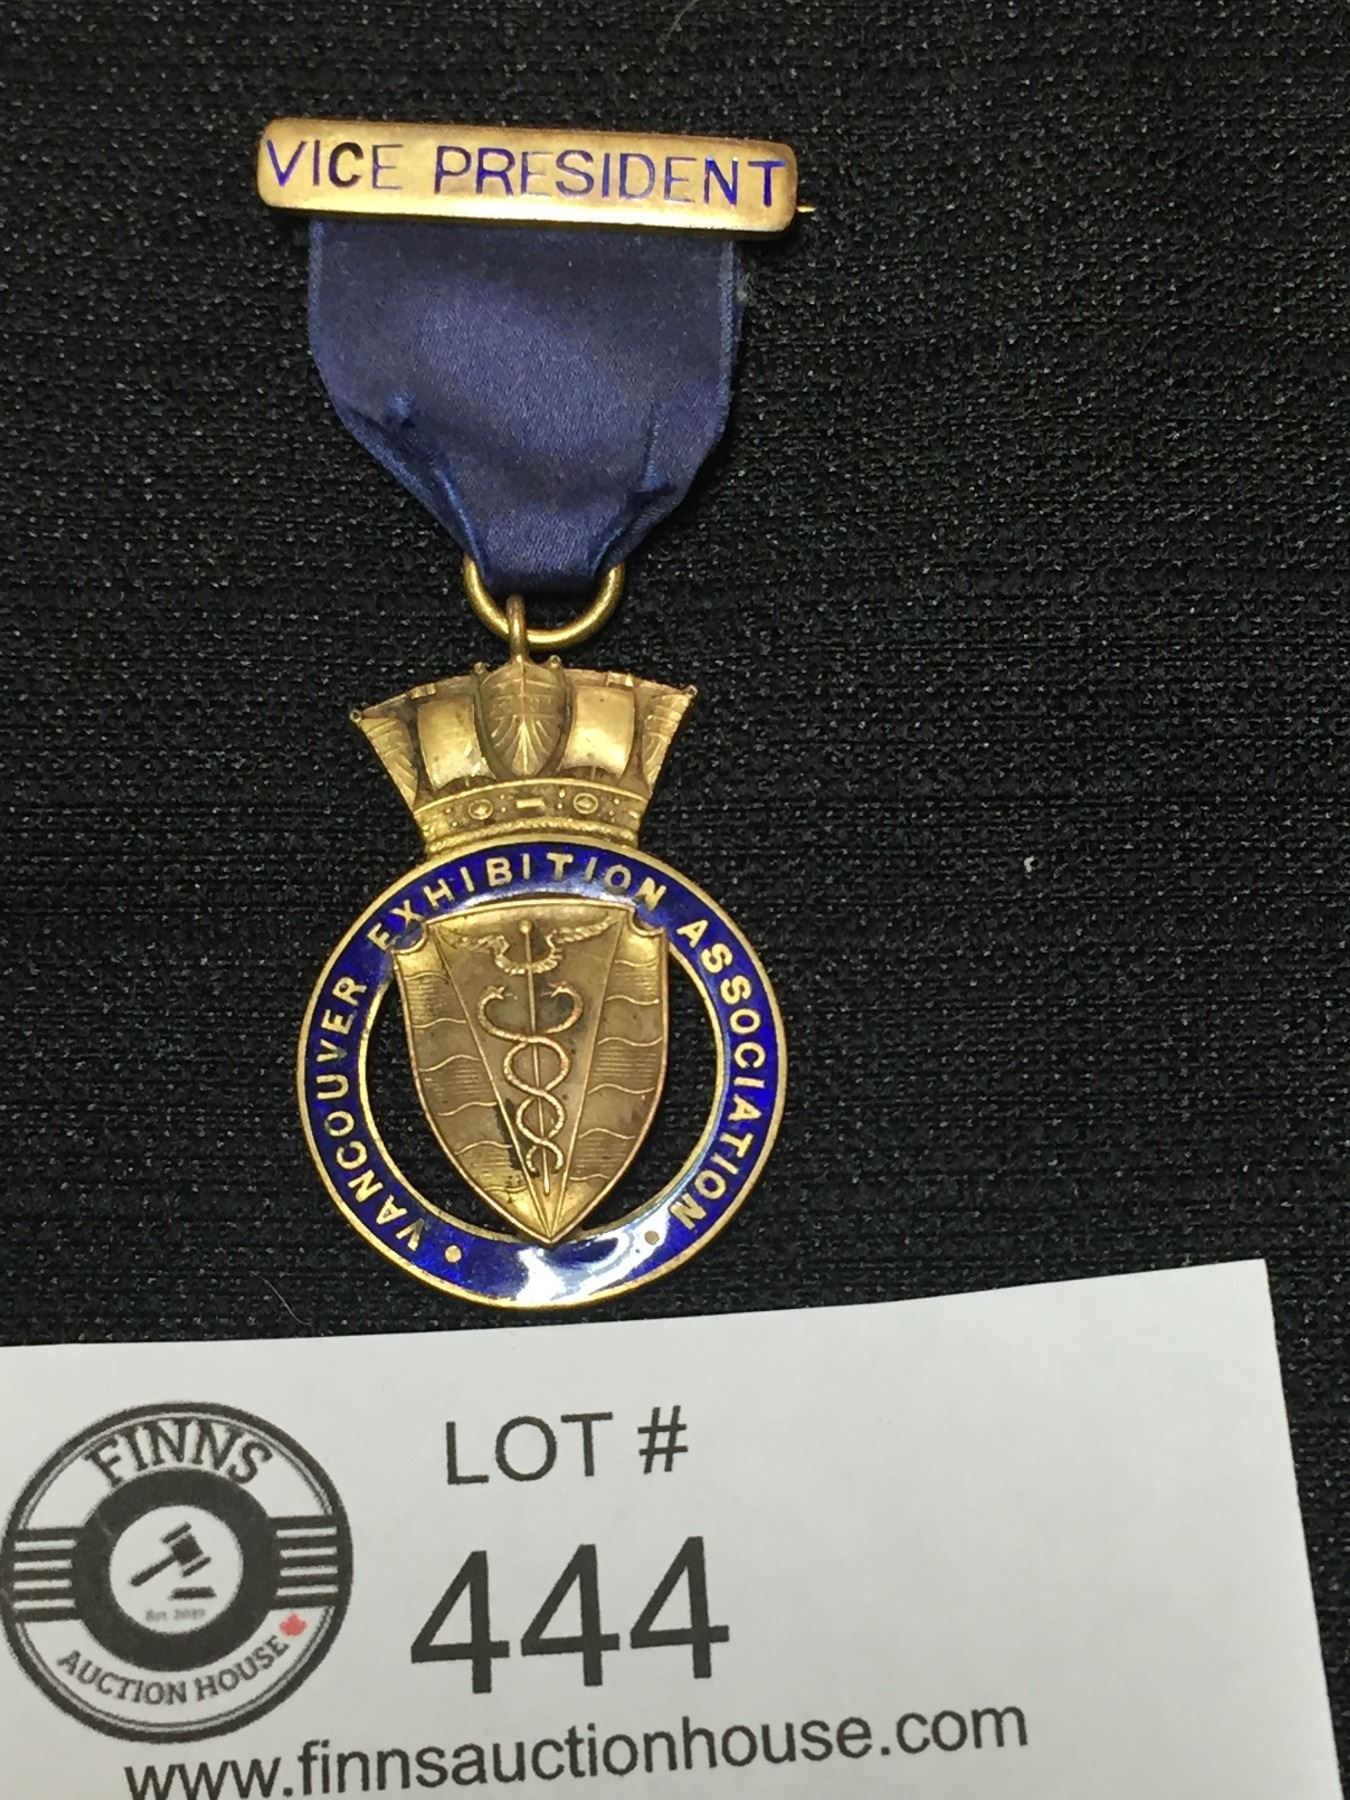 VICE PRESIDENT
VANCOUVER EXHIBITION ASSOCIATION
FINNS
AUCTION HOUSE
LOT #
444
www.finnsauctionhouse.com